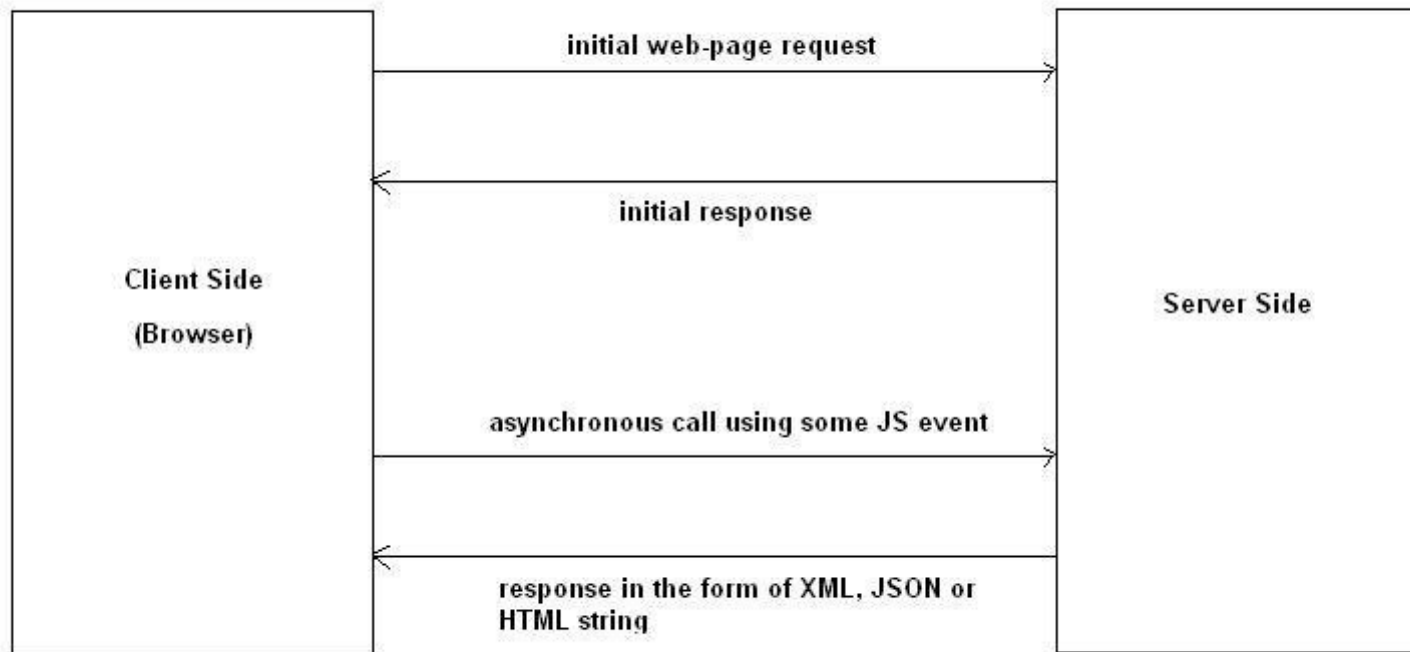 initial web-page request
initial response
Client Side
(Browser)
Server Side
asynchronous call using some JS event
response in the form of XML, JSON or
HTML string